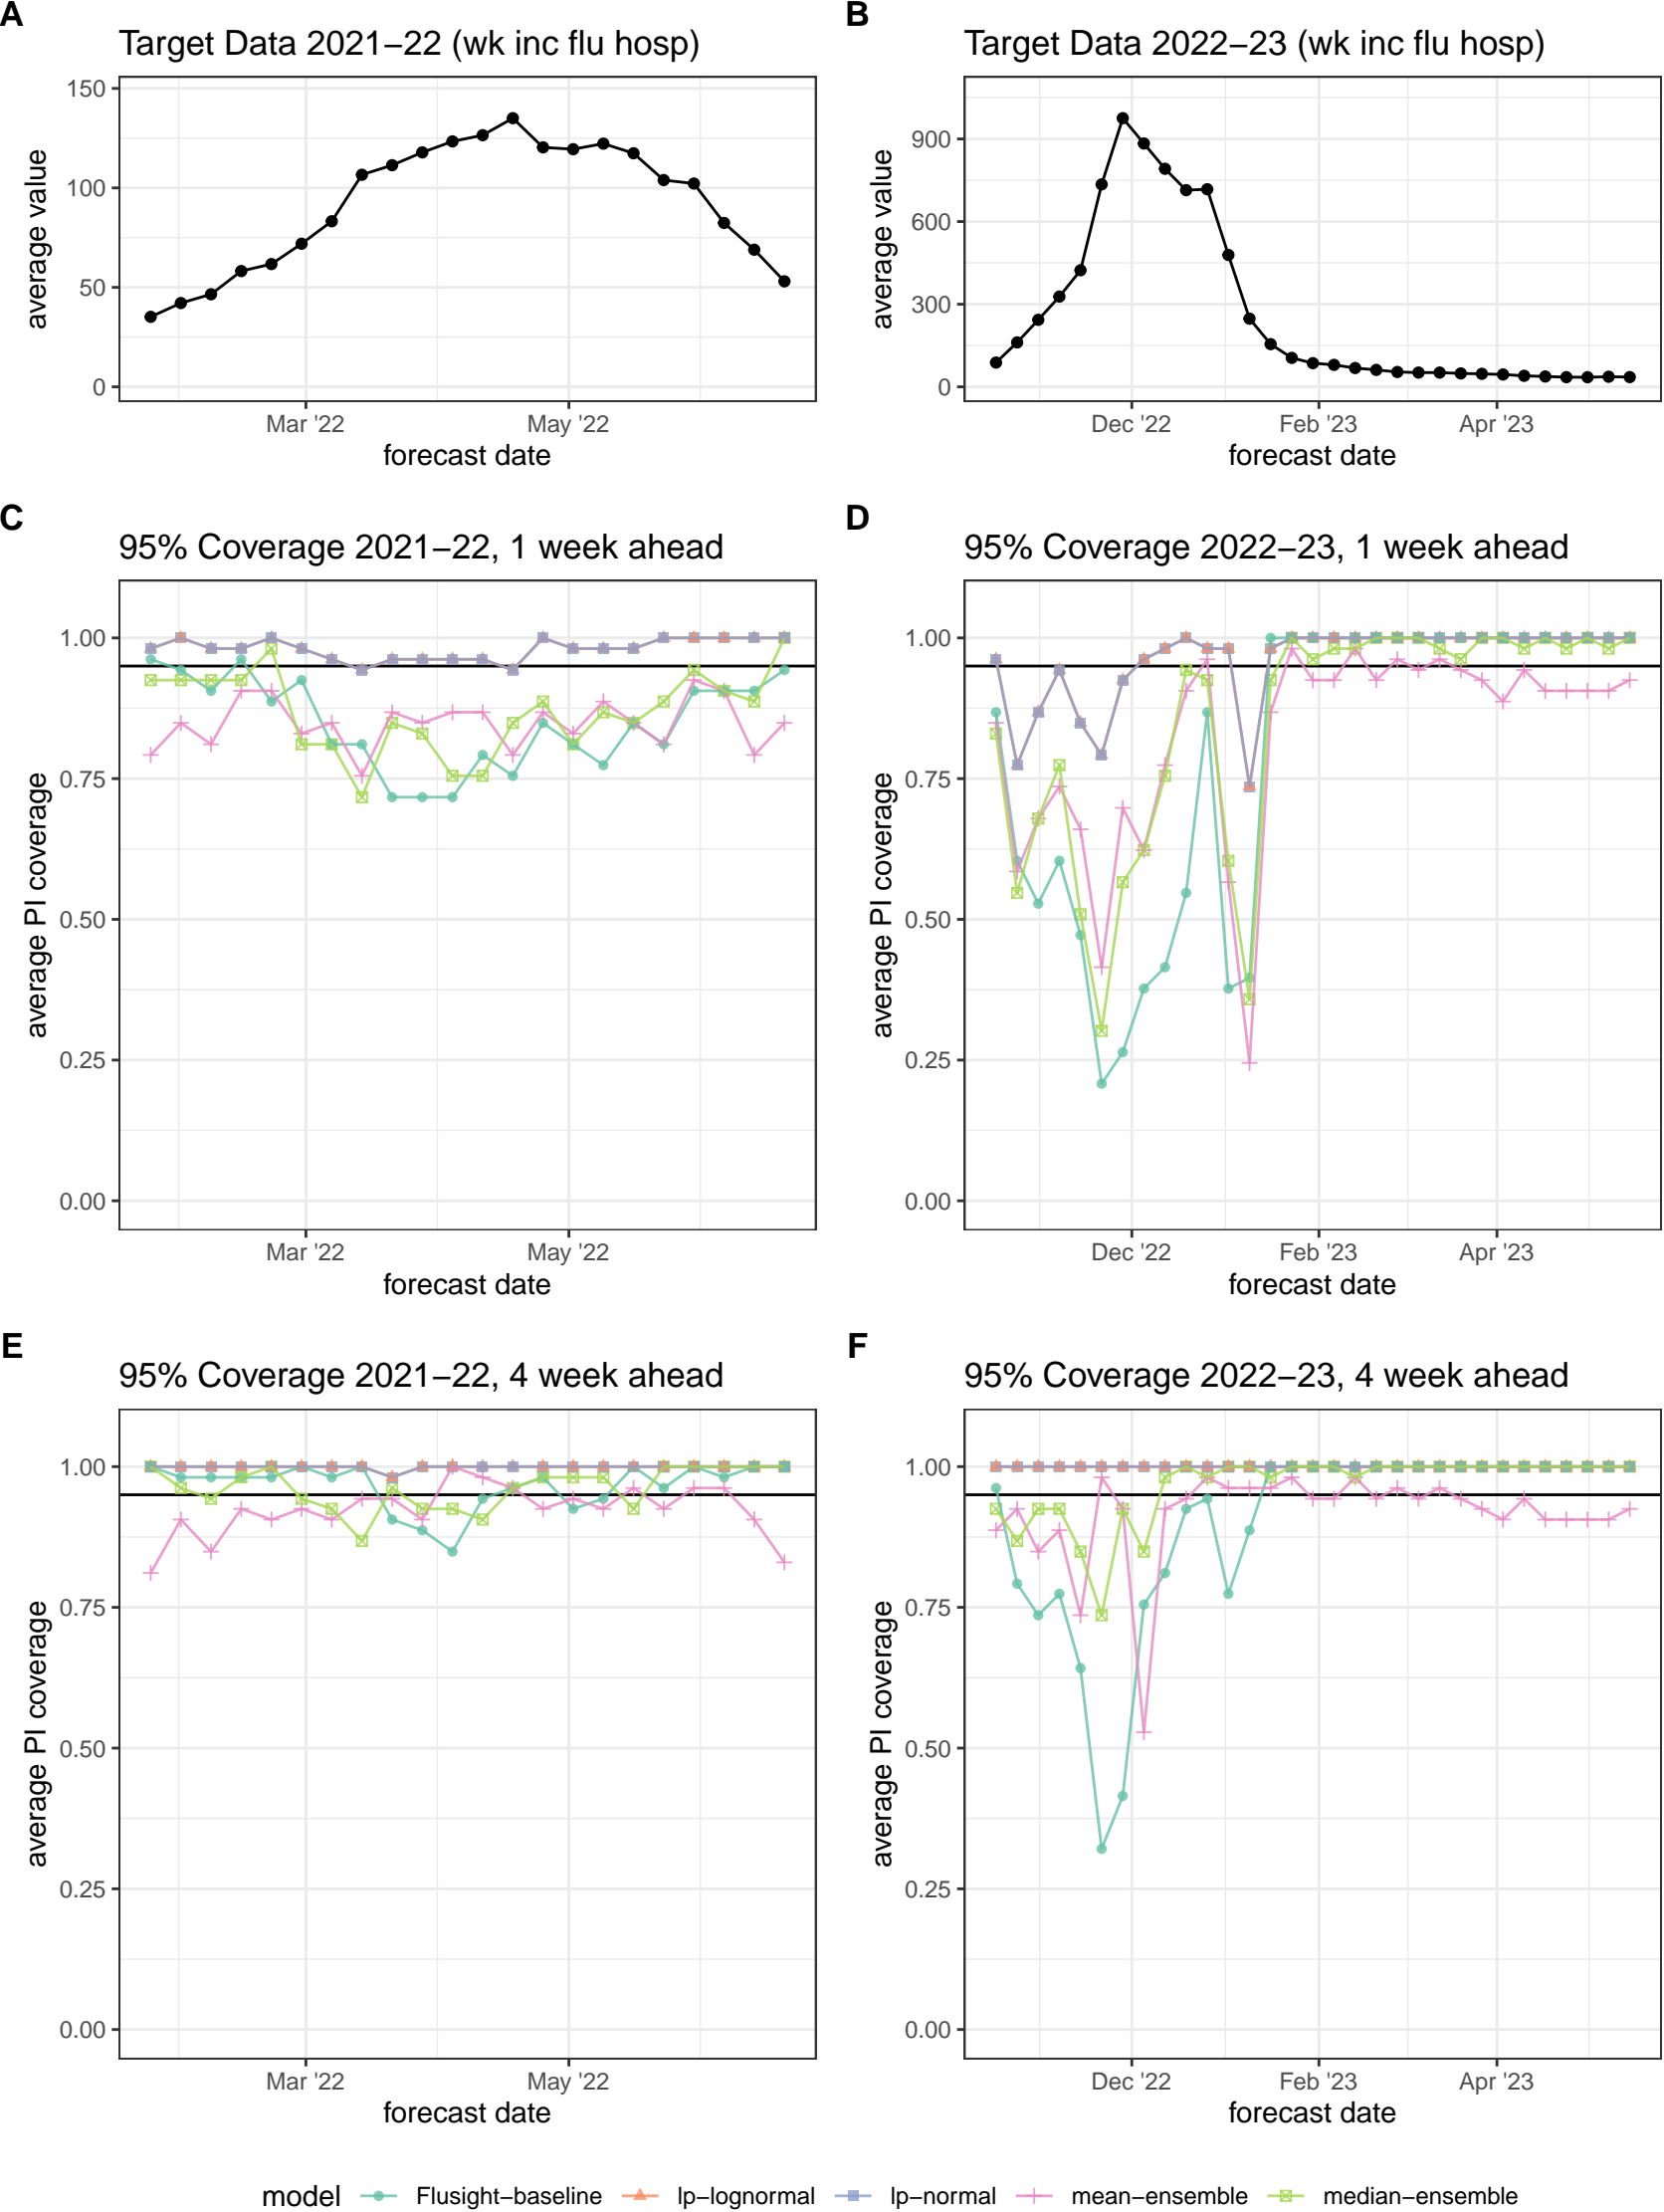 A
Target Data 2021−22 (wk inc flu hosp)
150
100
50
0
average value
Mar '22
May '22
forecast date
B
Target Data 2022−23 (wk inc flu hosp)
900
600
300
0
average value
Dec '22
Feb '23
Apr '23
forecast date
C
95% Coverage 2021−22, 1 week ahead
1.00
0.75
0.50
0.25
0.00
average PI coverage
Mar '22
May '22
forecast date
D
95% Coverage 2022−23, 1 week ahead
1.00
0.75
0.50
0.25
0.00
average PI coverage
Dec '22
Feb '23
Apr '23
forecast date
E
95% Coverage 2021−22, 4 week ahead
1.00
0.75
0.50
0.25
0.00
average PI coverage
Mar '22
May '22
forecast date
F
95% Coverage 2022−23, 4 week ahead
1.00
0.75
0.50
0.25
0.00
average PI coverage
Dec '22
Feb '23
Apr '23
forecast date
model Flusight−baseline lp−lognormal lp−normal mean−ensemble median−ensemble